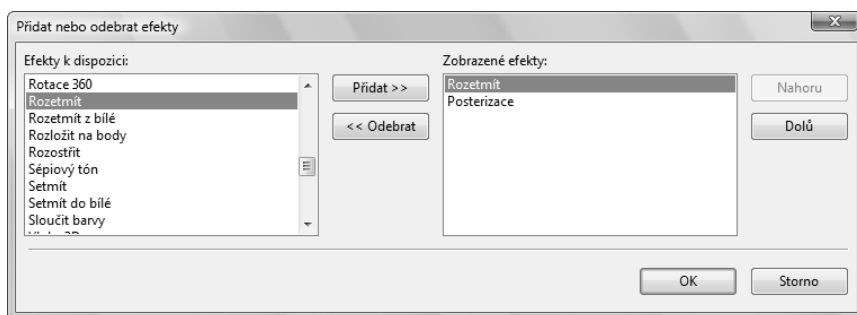 Přidat nebo odebrat efekty
Efekty k dispozici:
Rotace 360
Rozetmít
Rozetmít z bílé
Rozložit na body
Rozostřit
Sépiový tón
Setmít
Setmít do bílé
Sloučit barvy
Přidat >>
<< Odebrat
Zobrazené efekty:
Rozetmít
Posterizace
Nahoru
Dolů
OK
Storno